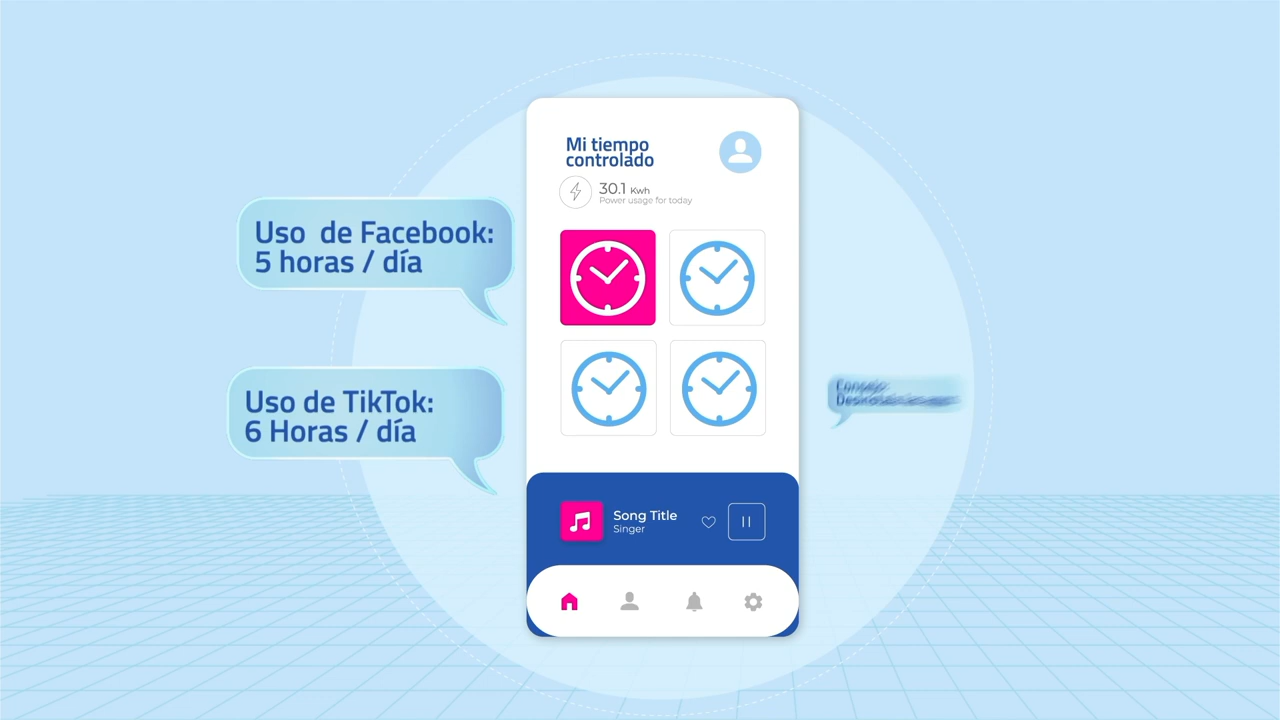 Mi tiempo
controlado
30.1 Kwh
Power usage for today
Uso de Facebook:
5 horas / día
Uso de TikTok:
6 Horas / día
Consejo:
Song Title
Singer